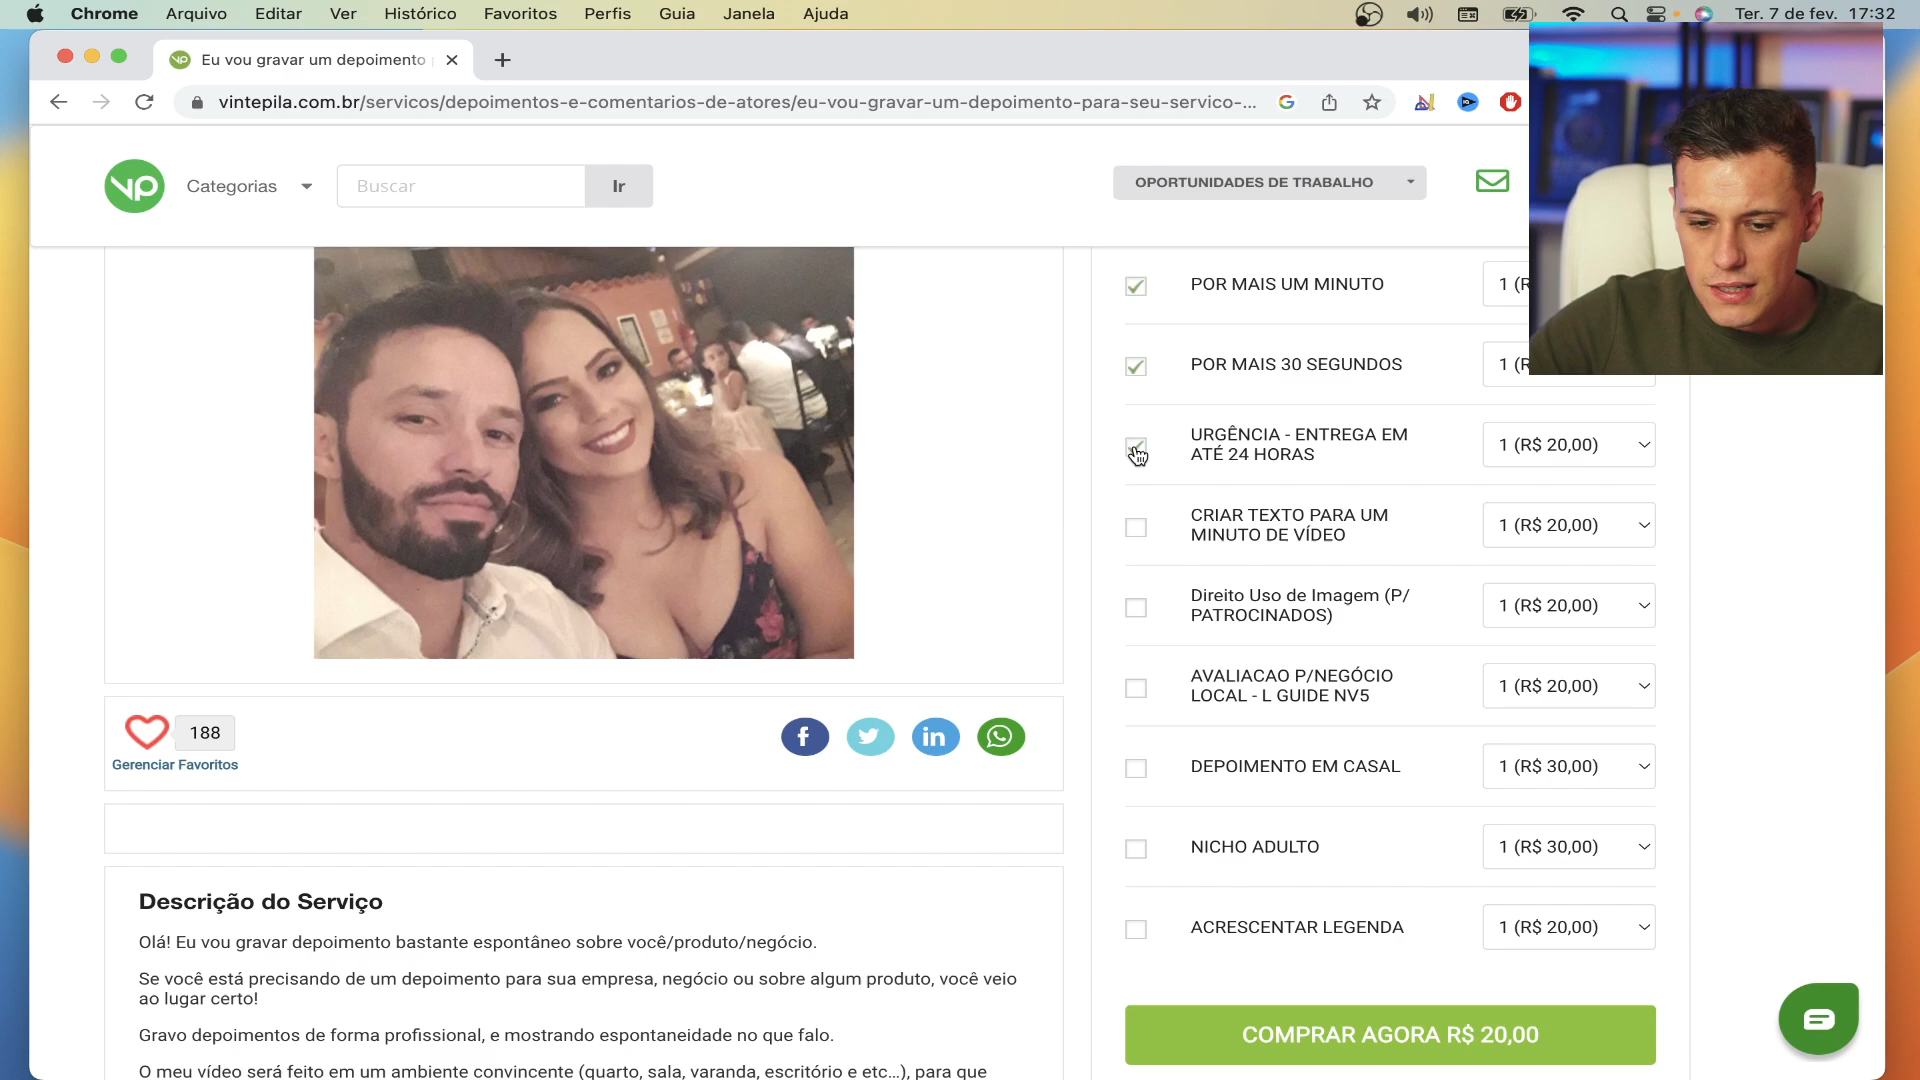 Chrome Arquivo Editar Ver Histórico Favoritos Perfis Guia Janela Ajuda Ter. 7 de fev. 17:32
Eu vou gravar um depoimento
vintepila.com.br/servicos/depoimentos-e-comentarios-de-atores/eu-vou-gravar-um-depoimento-para-seu-servico-...
vp Categorias Buscar Ir OPORTUNIDADES DE TRABALHO
POR MAIS UM MINUTO 1 (R
POR MAIS 30 SEGUNDOS 1 (R
URGÊNCIA - ENTREGA EM
ATÉ 24 HORAS
1 (R$ 20,00)
CRIAR TEXTO PARA UM
MINUTO DE VÍDEO
1 (R$ 20,00)
Direito Uso de Imagem (P/
PATROCINADOS)
1 (R$ 20,00)
AVALIACAO P/NEGÓCIO
LOCAL - L GUIDE NV5
1 (R$ 20,00)
DEPOIMENTO EM CASAL 1 (R$ 30,00)
NICHO ADULTO 1 (R$ 30,00)
ACRESCENTAR LEGENDA 1 (R$ 20,00)
COMPRAR AGORA R$ 20,00
188
Gerenciar Favoritos
Descrição do Serviço
Olá! Eu vou gravar depoimento bastante espontâneo sobre você/produto/negócio.
Se você está precisando de um depoimento para sua empresa, negócio ou sobre algum produto, você veio
ao lugar certo!
Gravo depoimentos de forma profissional, e mostrando espontaneidade no que falo.
O meu vídeo será feito em um ambiente convincente (quarto, sala, varanda, escritório e etc...), para que